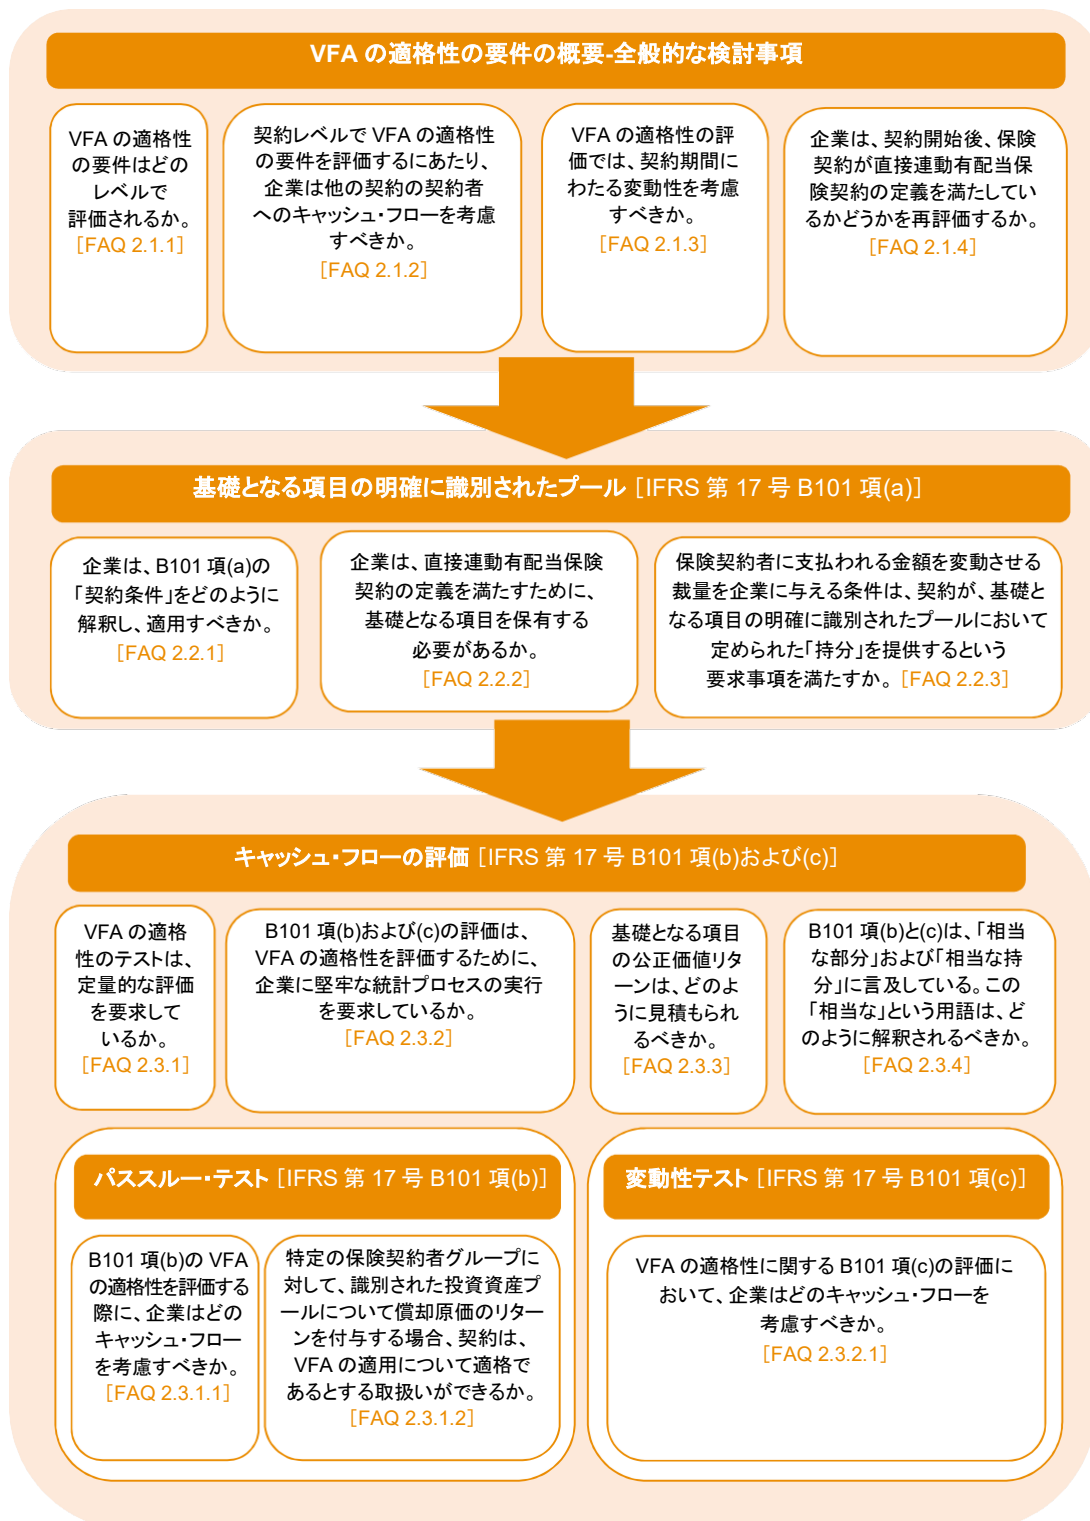 VFA の適格性の要件の概要-全般的な検討事項
VFA の適格性
の要件はどの
レベルで
評価されるか。
[FAQ 2.1.1]
契約レベルで VFA の適格性
の要件を評価するにあたり、
企業は他の契約の契約者
へのキャッシュ・フローを考慮
すべきか。
[FAQ 2.1.2]
VFA の適格性の評
価では、契約期間に
わたる変動性を考慮
すべきか。
[FAQ 2.1.3]
企業は、契約開始後、保険
契約が直接連動有配当保
険契約の定義を満たしてい
るかどうかを再評価するか。
[FAQ 2.1.4]
基礎となる項目の明確に識別されたプール [IFRS 第 17 号 B101 項(a)]
企業は、B101 項(a)の
「契約条件」をどのように
解釈し、適用すべきか。
[FAQ 2.2.1]
企業は、直接連動有配当保険
契約の定義を満たすために、
基礎となる項目を保有する
必要があるか。
[FAQ 2.2.2]
保険契約者に支払われる金額を変動させる
裁量を企業に与える条件は、契約が、基礎と
なる項目の明確に識別されたプールにおいて
定められた「持分」を提供するという
要求事項を満たすか。[FAQ 2.2.3]
キャッシュ・フローの評価 [IFRS 第 17 号 B101 項(b)および(c)]
VFA の適格
性のテストは、
定量的な評価
を要求して
いるか。
[FAQ 2.3.1]
B101 項(b)および(c)の評価は、
VFA の適格性を評価するために、
企業に堅牢な統計プロセスの実行
を要求しているか。
[FAQ 2.3.2]
基礎となる項目
の公正価値リタ
ーンは、どのよ
うに見積もられ
るべきか。
[FAQ 2.3.3]
B101 項(b)と(c)は、「相当
な部分」および「相当な持
分」に言及している。この
「相当な」という用語は、ど
のように解釈されるべきか。
[FAQ 2.3.4]
パススルー・テスト [IFRS 第 17 号 B101 項(b)]
B101 項(b)の VFA
の適格性を評価する
際に、企業はどの
キャッシュ・フロー
を考慮すべきか。
[FAQ 2.3.1.1]
特定の保険契約者グループに
対して、識別された投資資産プ
ールについて償却原価のリター
ンを付与する場合、契約は、
VFA の適用について適格で
あるとする取扱いができるか。
[FAQ 2.3.1.2]
変動性テスト [IFRS 第 17 号 B101 項(c)]
VFA の適格性に関する B101 項(c)の評価に
おいて、企業はどのキャッシュ・フローを
考慮すべきか。
[FAQ 2.3.2.1]